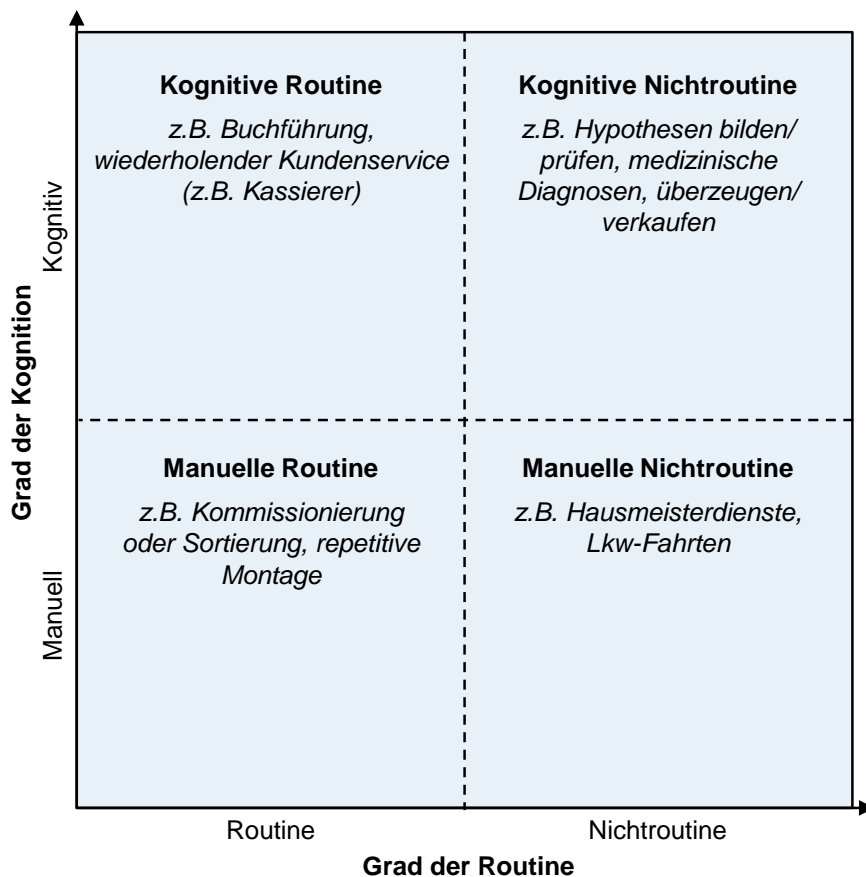 Kognitive Routine
z.B. Buchführung,
wiederholender Kundenservice
(z.B. Kassierer)
Kognitive Nichtroutine
z.B. Hypothesen bilden/
prüfen, medizinische
Diagnosen, überzeugen/
verkaufen
Kognitiv
Grad der Kognition
Manuelle Routine
z.B. Kommissionierung
oder Sortierung, repetitive
Montage
Manuelle Nichtroutine
z.B. Hausmeisterdienste,
Lkw-Fahrten
Manuell
Routine
Nichtroutine
Grad der Routine